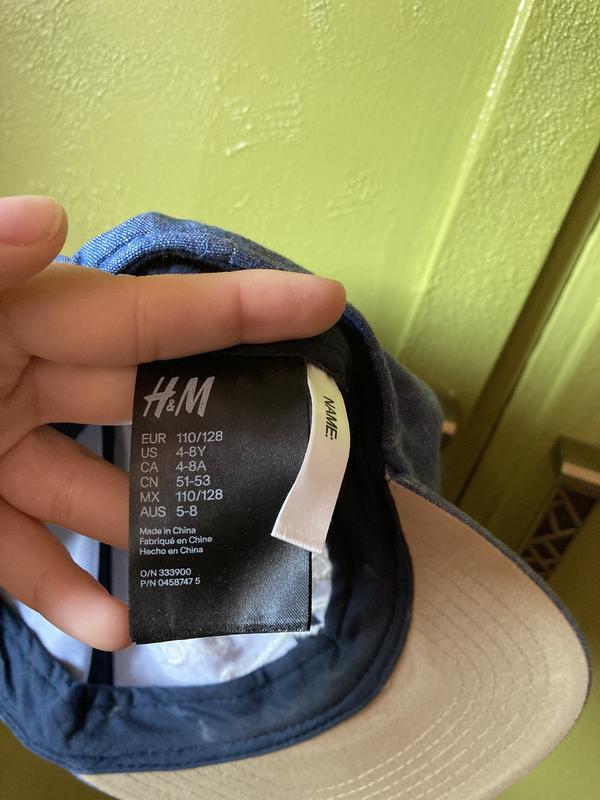 H&M
EUR 110/128
US 4-8Y
CA 4-8A
CN 51-53
MX 110/128
AUS 5-8
Made in China
Fabriqué en Chine
Hecho en China
O/N 333900
P/N 0458747 5
NAME: